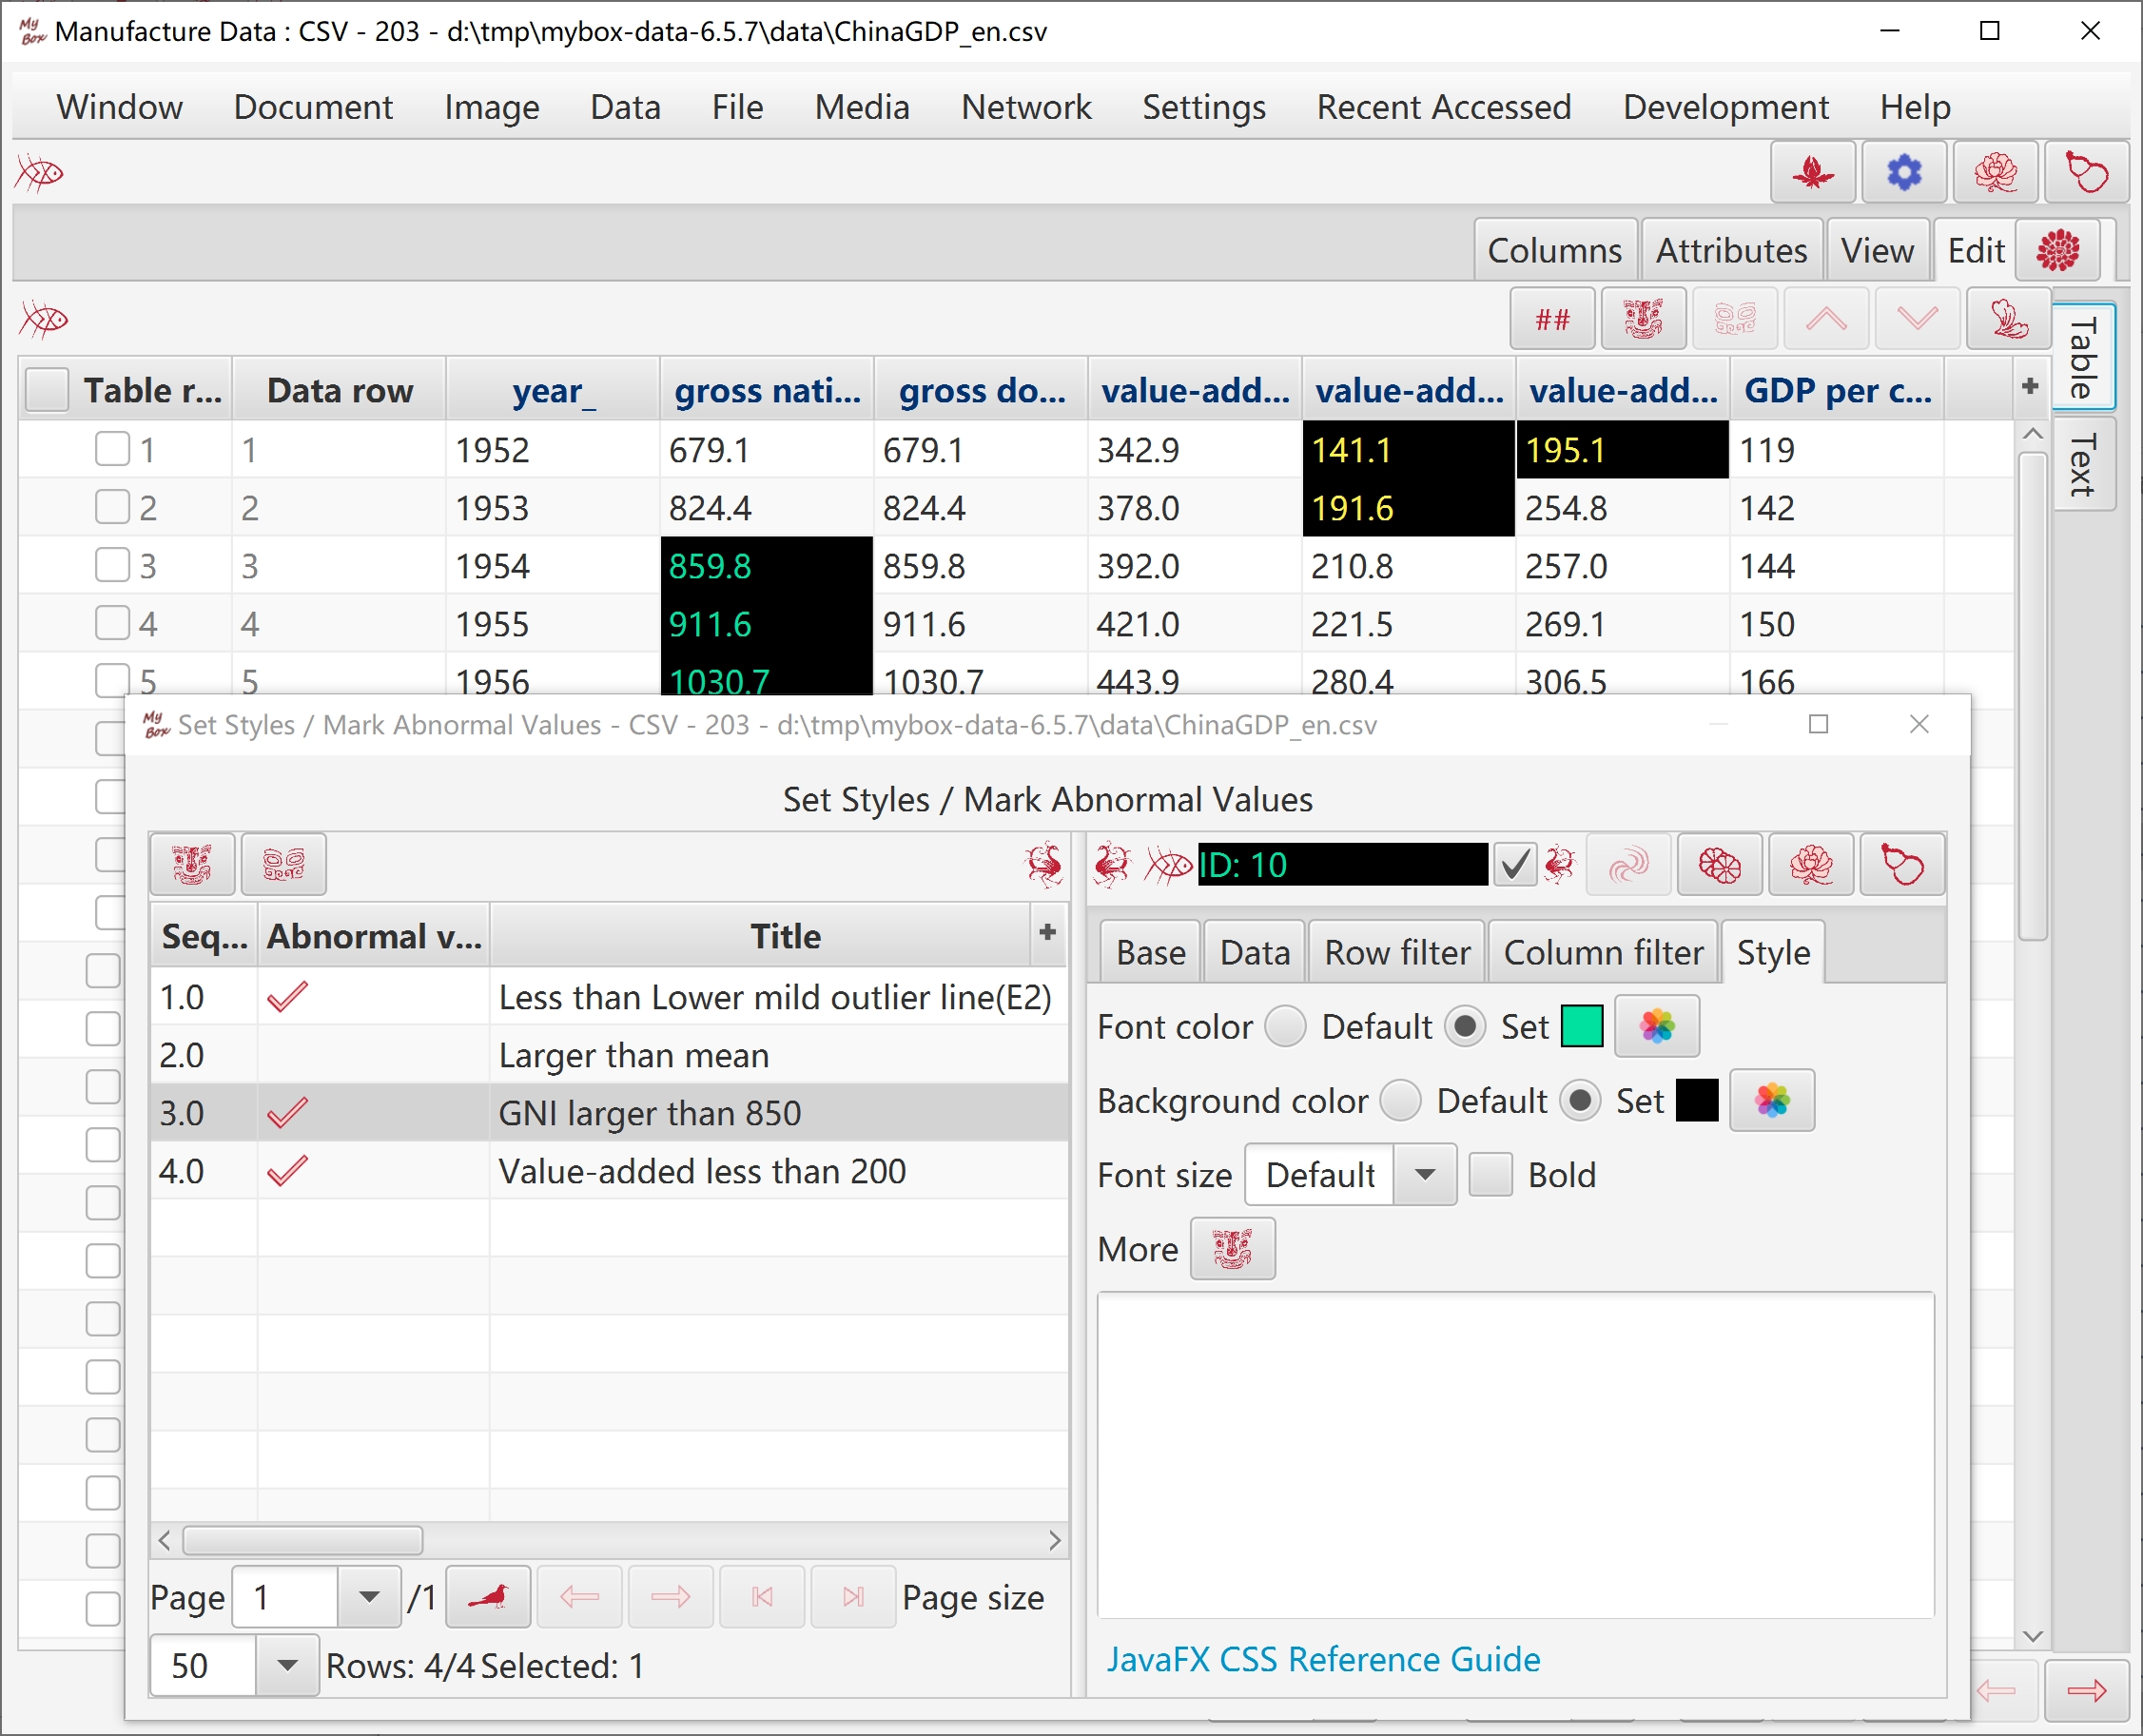 My Box Manufacture Data : CSV - 203 - d:\tmp\mybox-data-6.5.7\data\ChinaGDP_en.csv
Window Document Image Data File Media Network Settings Recent Accessed Development Help
Columns Attributes View Edit
##
Table
Text
Table r... Data row year_ gross nati... gross do... value-add... value-add... value-add... GDP per c... +
1 1 1952 679.1 679.1 342.9 141.1 195.1 119
2 2 1953 824.4 824.4 378.0 191.6 254.8 142
3 3 1954 859.8 859.8 392.0 210.8 257.0 144
4 4 1955 911.6 911.6 421.0 221.5 269.1 150
5 5 1956 1030.7 1030.7 443.9 280.4 306.5 166
My Box Set Styles / Mark Abnormal Values - CSV - 203 - d:\tmp\mybox-data-6.5.7\data\ChinaGDP_en.csv
Set Styles / Mark Abnormal Values
Seq... Abnormal v... Title +
1.0 Less than Lower mild outlier line(E2)
2.0 Larger than mean
3.0 GNI larger than 850
4.0 Value-added less than 200
Page 1 /1 Page size
50 Rows: 4/4 Selected: 1
ID: 10
Base Data Row filter Column filter Style
Font color Default Set
Background color Default Set
Font size Default Bold
More
JavaFX CSS Reference Guide